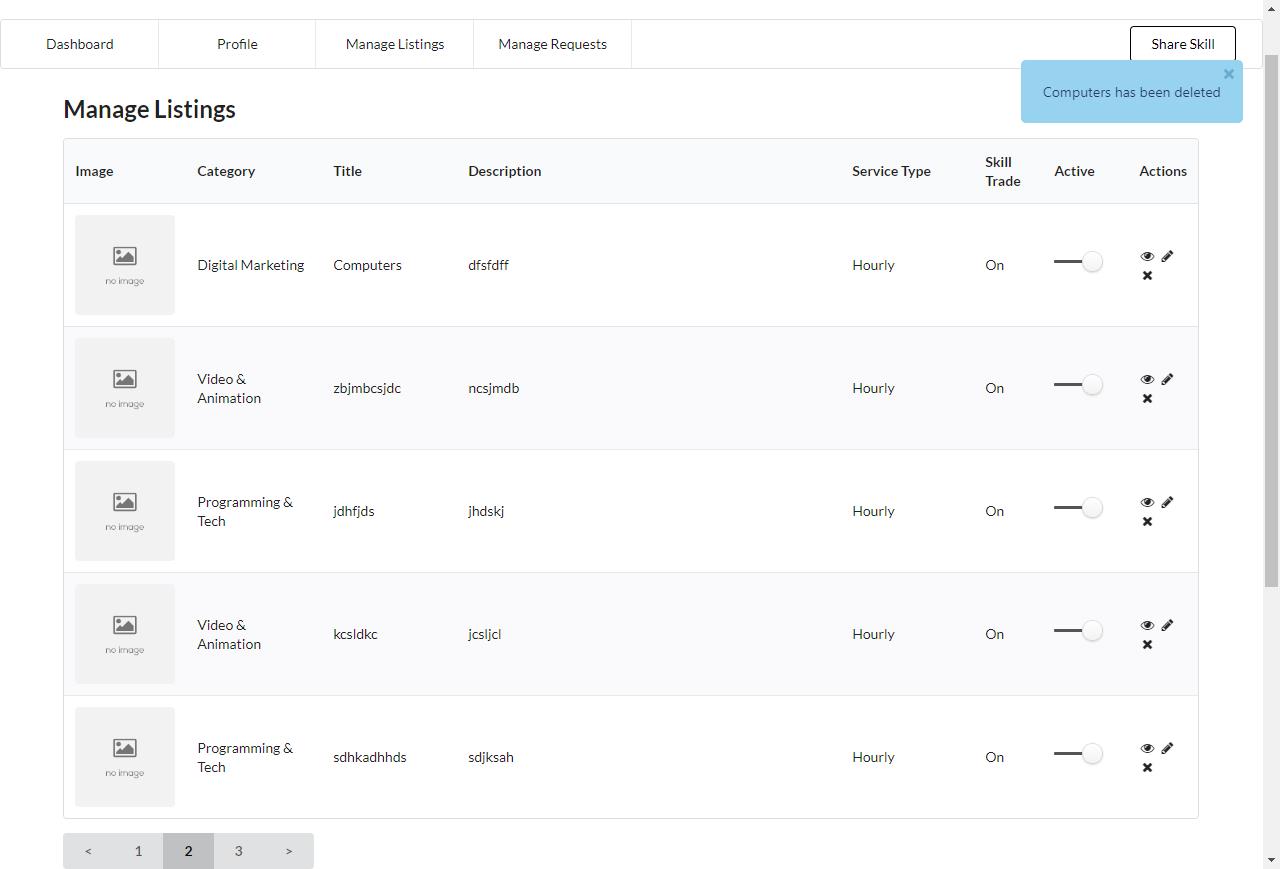 Dashboard
Profile
Manage Listings
Manage Requests
Share Skill
×
Computers has been deleted
Manage Listings
Image
Category
Title
Description
Service Type
Skill
Trade
Active
Actions
no image
Digital Marketing
Computers
dfsfdff
Hourly
On
no image
Video &
Animation
zbjmbcsjdc
ncsjmdb
Hourly
On
no image
Programming &
Tech
jdhfjds
jhdskj
Hourly
On
no image
Video &
Animation
kcsldkc
jcsljcl
Hourly
On
no image
Programming &
Tech
sdhkadhhds
sdjksah
Hourly
On
< 1 2 3 >